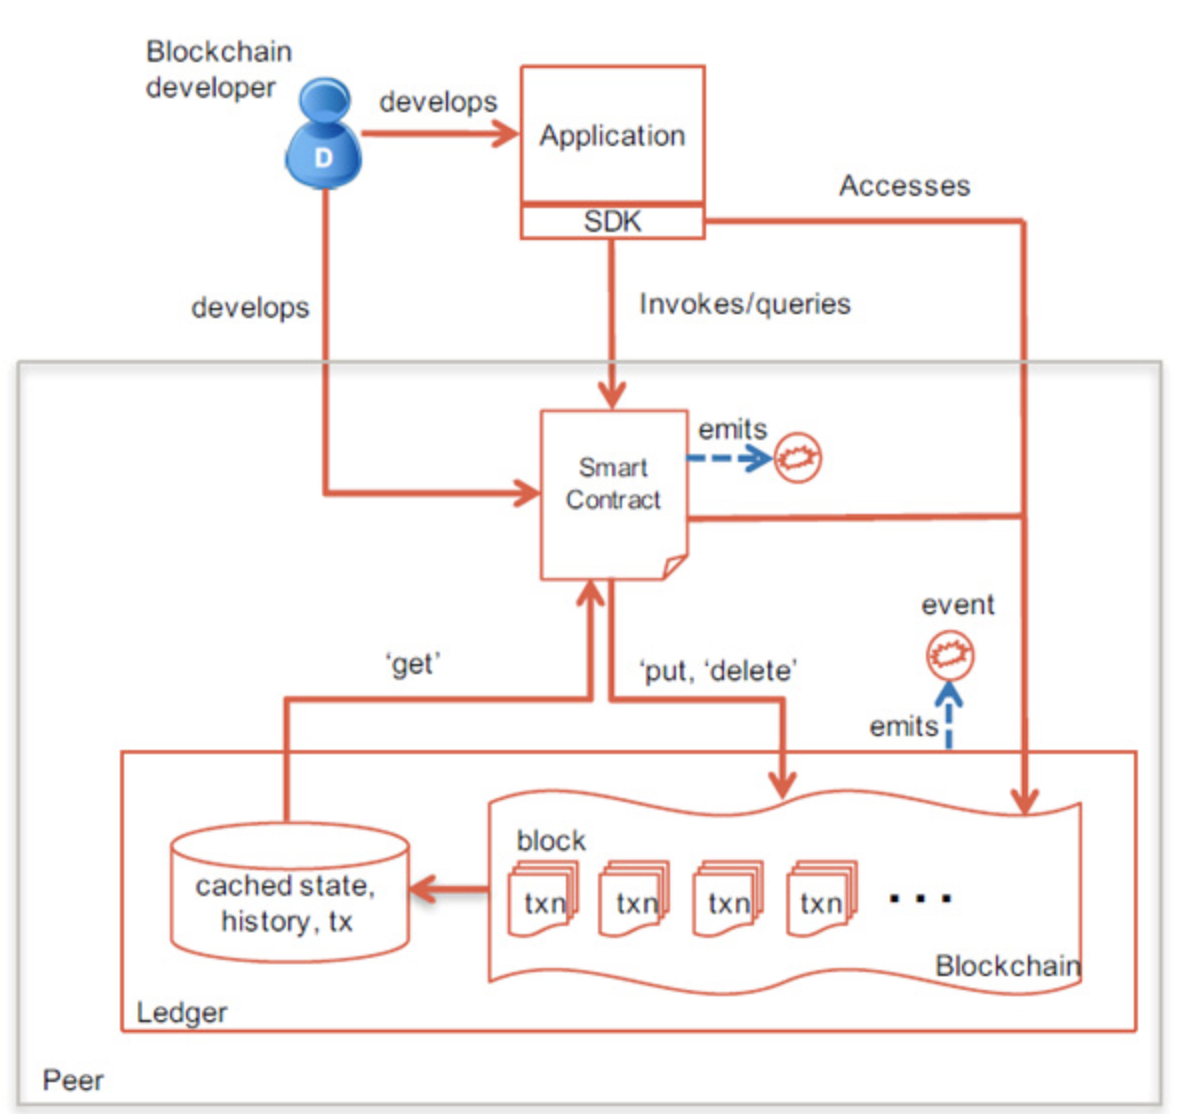 Blockchain
developer
D
develops
Application
SDK
Accesses
develops
Invokes/queries
emits
Smart
Contract
event
‘get’
‘put, ‘delete’
emits
block
txn
txn
txn
txn
...
cached state,
history, tx
Blockchain
Ledger
Peer